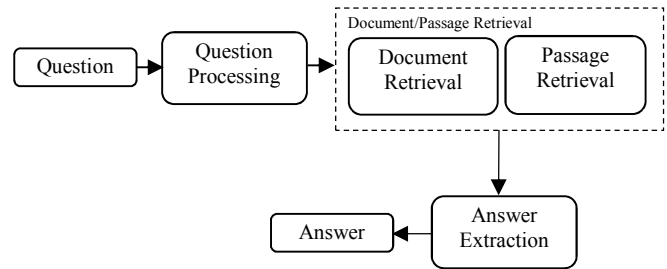 Document/Passage Retrieval
Question
Question
Processing
Document
Retrieval
Passage
Retrieval
Answer
Answer
Extraction